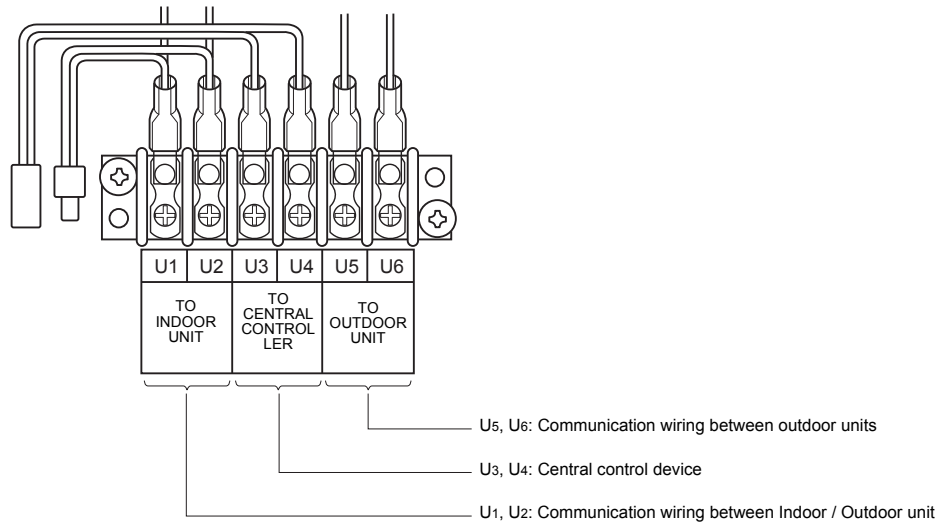 U1 U2 U3 U4 U5 U6
TO
INDOOR
UNIT
TO
CENTRAL
CONTROL
LER
TO
OUTDOOR
UNIT
U5, U6: Communication wiring between outdoor units
U3, U4: Central control device
U1, U2: Communication wiring between Indoor / Outdoor unit